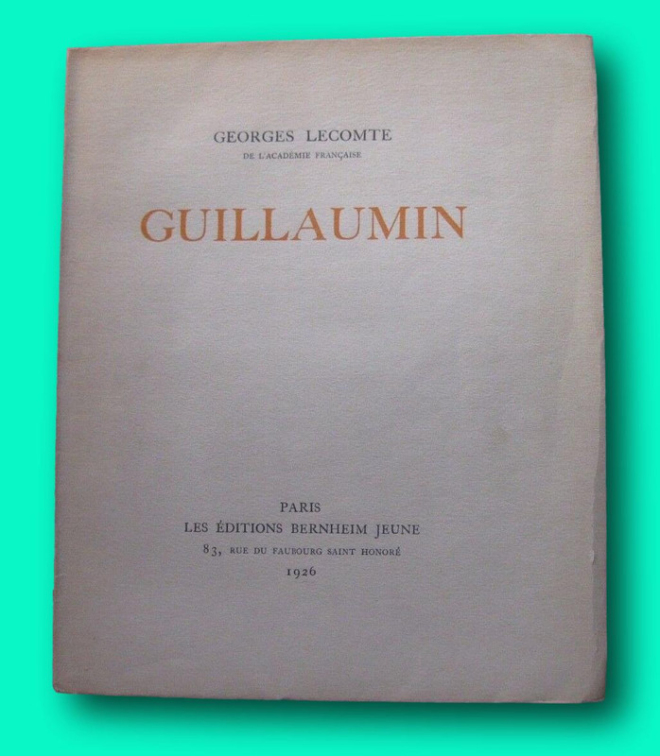 GEORGES LECOMTE
DE L'ACADÉMIE FRANÇAISE
GUILLAUMIN
PARIS
LES ÉDITIONS BERNHEIM JEUNE
83, RUE DU FAUBOURG SAINT HONORÉ
1926